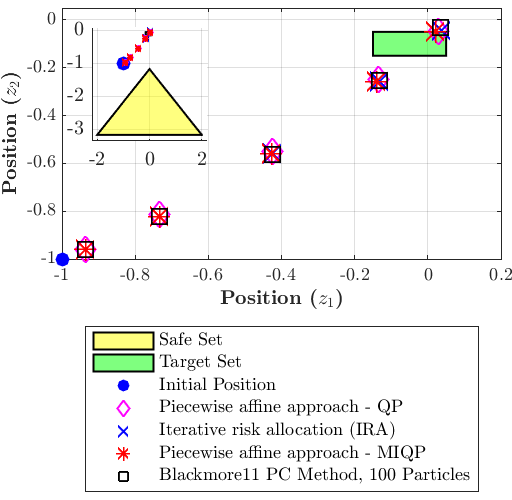 0
-0.2
-0.4
-0.6
-0.8
-1
Position (z₂)
0
-1
-2
-3
-2 0 2
-1 -0.8 -0.6 -0.4 -0.2 0 0.2
Position (z₁)
Safe Set
Target Set
Initial Position
Piecewise affine approach - QP
Iterative risk allocation (IRA)
Piecewise affine approach - MIQP
Blackmore11 PC Method, 100 Particles